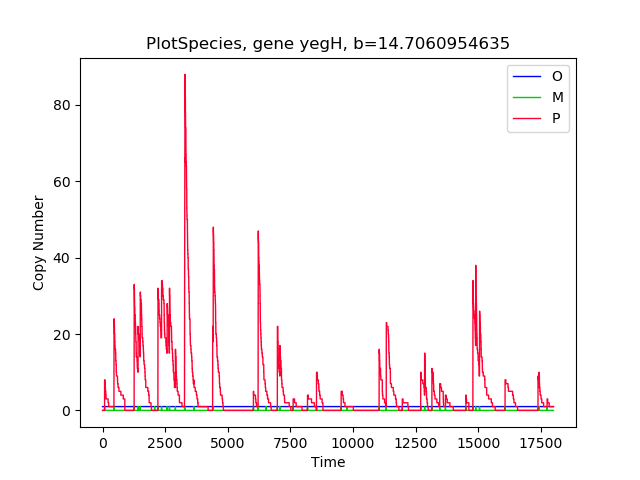 PlotSpecies, gene yegH, b=14.7060954635
O
M
P
80
60
40
20
0
Copy Number
0 2500 5000 7500 10000 12500 15000 17500
Time